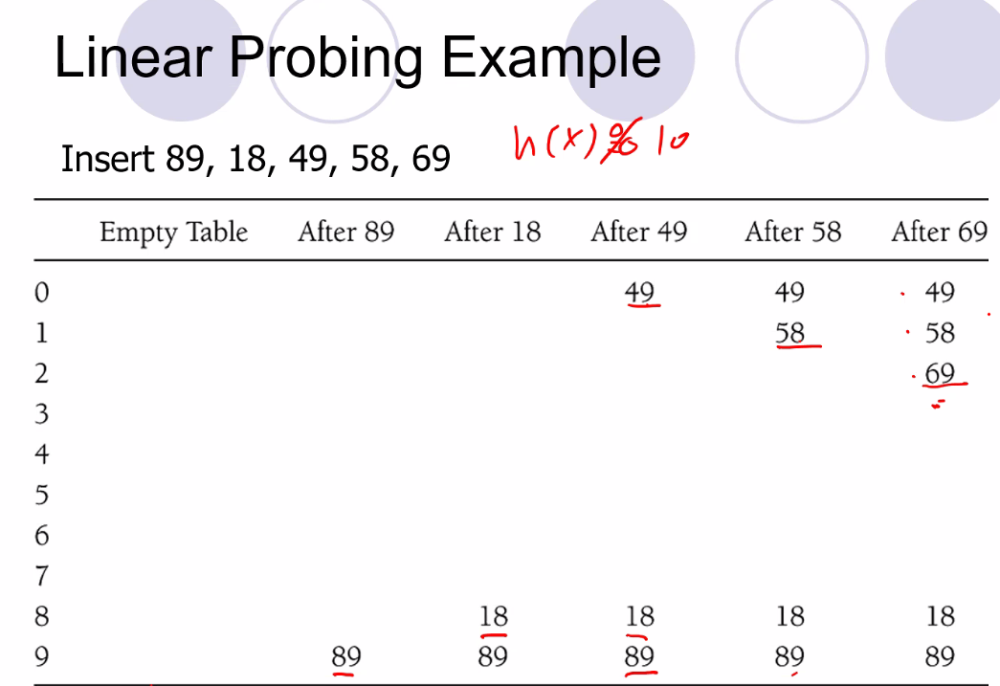 Linear Probing Example
Insert 89, 18, 49, 58, 69
h(x) % 10
Empty Table After 89 After 18 After 49 After 58 After 69
0 49 49 49
1 58 58
2 69
3
4
5
6
7
8 18 18 18 18
9 89 89 89 89 89